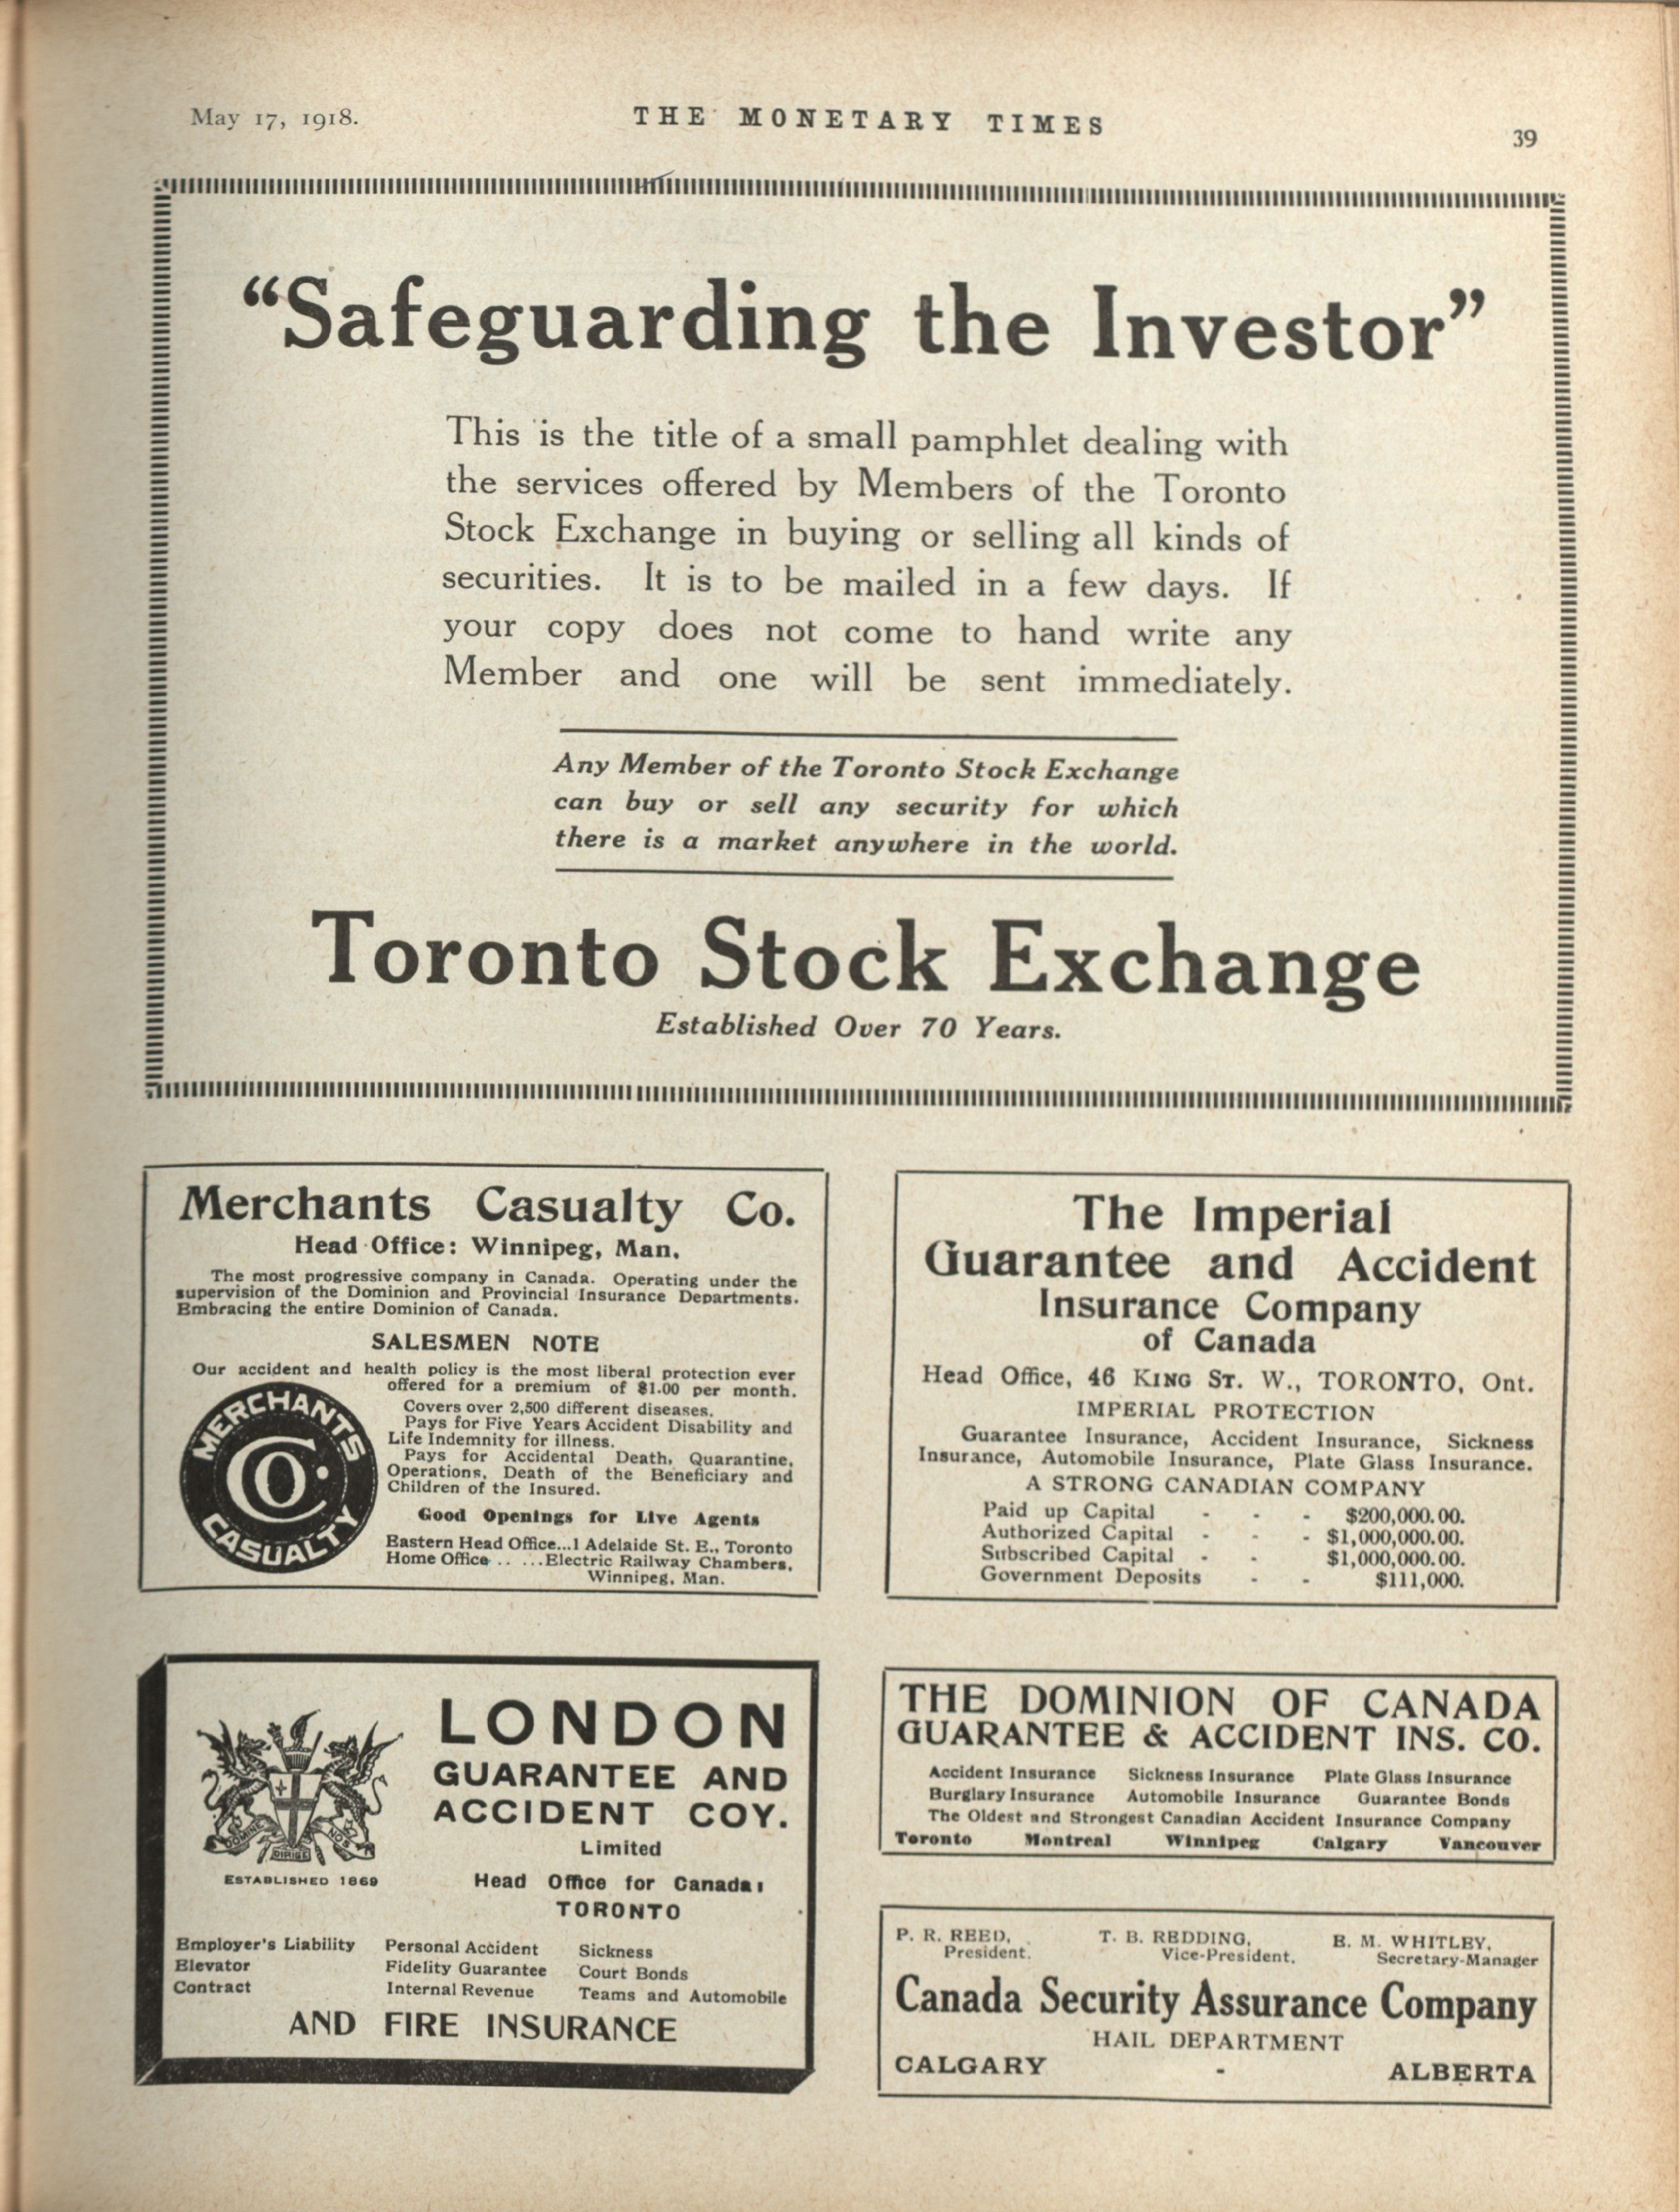 May 17, 1918.
THE MONETARY TIMES
39
“Safeguarding the Investor”
This is the title of a small pamphlet dealing with
the services offered by Members of the Toronto
Stock Exchange in buying or selling all kinds of
securities. It is to be mailed in a few days. If
your copy does not come to hand write any
Member and one will be sent immediately.
Any Member of the Toronto Stock Exchange
can buy or sell any security for which
there is a market anywhere in the world.
Toronto Stock Exchange
Established Over 70 Years.
Merchants Casualty Co.
Head Office: Winnipeg, Man.
The most progressive company in Canada. Operating under the
supervision of the Dominion and Provincial Insurance Departments.
Embracing the entire Dominion of Canada.
SALESMEN NOTE
Our accident and health policy is the most liberal protection ever
offered for a premium of $1.00 per month.
Covers over 2,500 different diseases.
Pays for Five Years Accident Disability and
Life Indemnity for illness.
Pays for Accidental Death, Quarantine,
Operations, Death of the Beneficiary and
Children of the Insured.
Good Openings for Live Agents
Eastern Head Office...1 Adelaide St. E., Toronto
Home Office .. ...Electric Railway Chambers,
Winnipeg, Man.
MERCHANTS
CO.
CASUALTY
The Imperial
Guarantee and Accident
Insurance Company
of Canada
Head Office, 46 KING ST. W., TORONTO, Ont.
IMPERIAL PROTECTION
Guarantee Insurance, Accident Insurance, Sickness
Insurance, Automobile Insurance, Plate Glass Insurance.
A STRONG CANADIAN COMPANY
Paid up Capital - - - $200,000.00.
Authorized Capital - - - $1,000,000.00.
Subscribed Capital - - $1,000,000.00.
Government Deposits - - $111,000.
LONDON
GUARANTEE AND
ACCIDENT COY.
Limited
DOMINE
DIRIGE
NOS
ESTABLISHED 1869
Head Office for Canada:
TORONTO
Employer's Liability Personal Accident Sickness
Elevator Fidelity Guarantee Court Bonds
Contract Internal Revenue Teams and Automobile
AND FIRE INSURANCE
THE DOMINION OF CANADA
GUARANTEE & ACCIDENT INS. CO.
Accident Insurance Sickness Insurance Plate Glass Insurance
Burglary Insurance Automobile Insurance Guarantee Bonds
The Oldest and Strongest Canadian Accident Insurance Company
Toronto Montreal Winnipeg Calgary Vancouver
P. R. REED, T. B. REDDING, B. M. WHITLEY,
President. Vice-President. Secretary-Manager
Canada Security Assurance Company
HAIL DEPARTMENT
CALGARY - ALBERTA